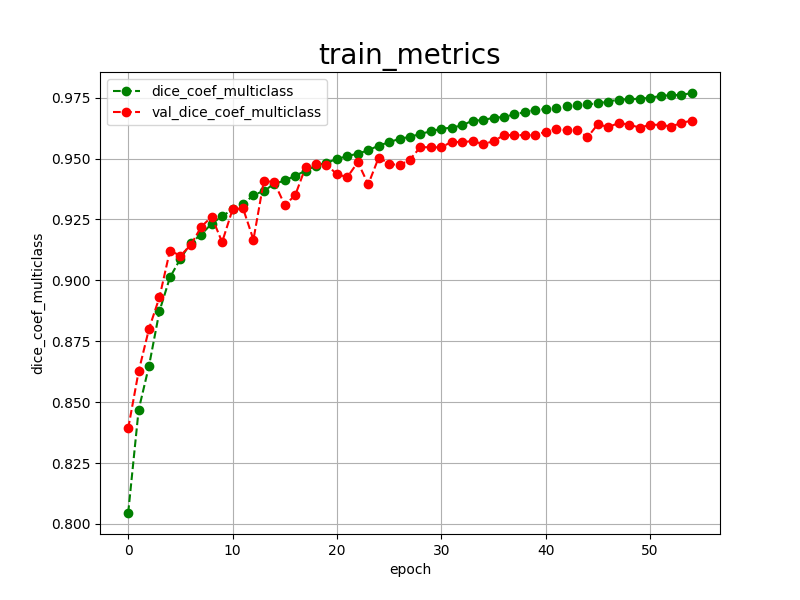 train_metrics
dice_coef_multiclass
val_dice_coef_multiclass
0.975
0.950
0.925
0.900
0.875
0.850
0.825
0.800
dice_coef_multiclass
0 10 20 30 40 50
epoch